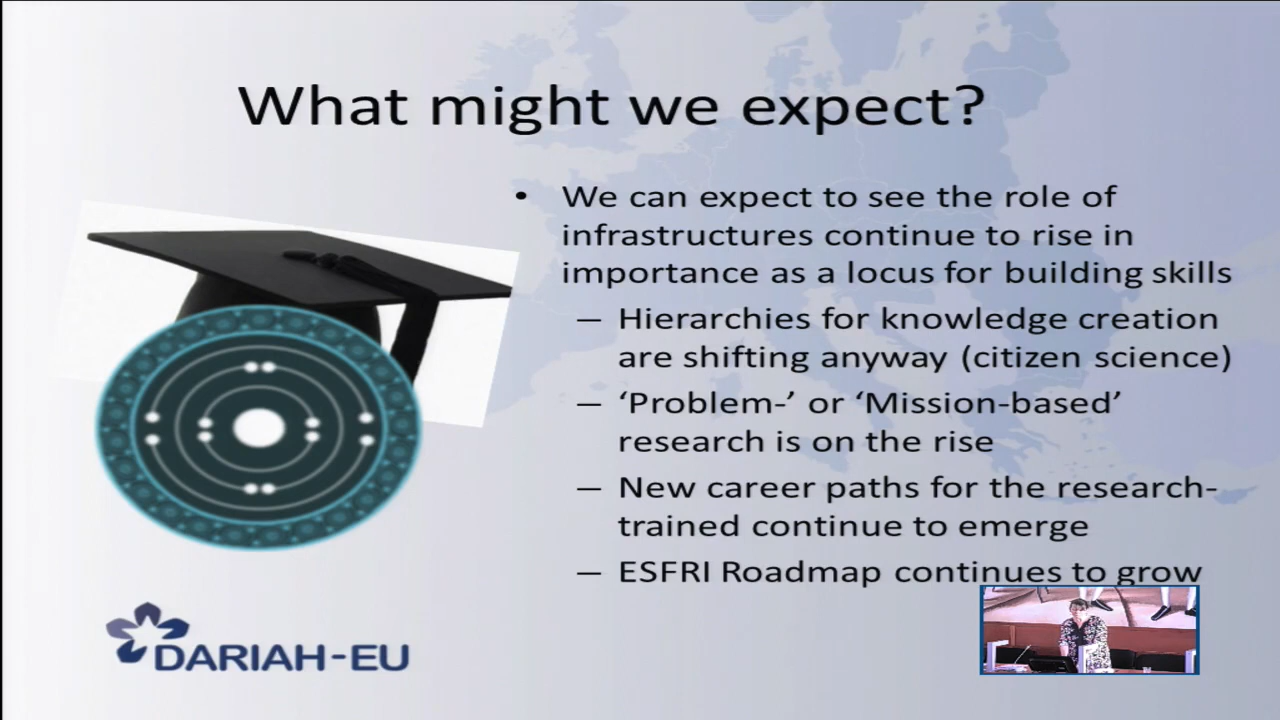 What might we expect?
• We can expect to see the role of
infrastructures continue to rise in
importance as a locus for building skills
– Hierarchies for knowledge creation
are shifting anyway (citizen science)
– ‘Problem-’ or ‘Mission-based’
research is on the rise
– New career paths for the research-
trained continue to emerge
– ESFRI Roadmap continues to grow
DARIAH-EU